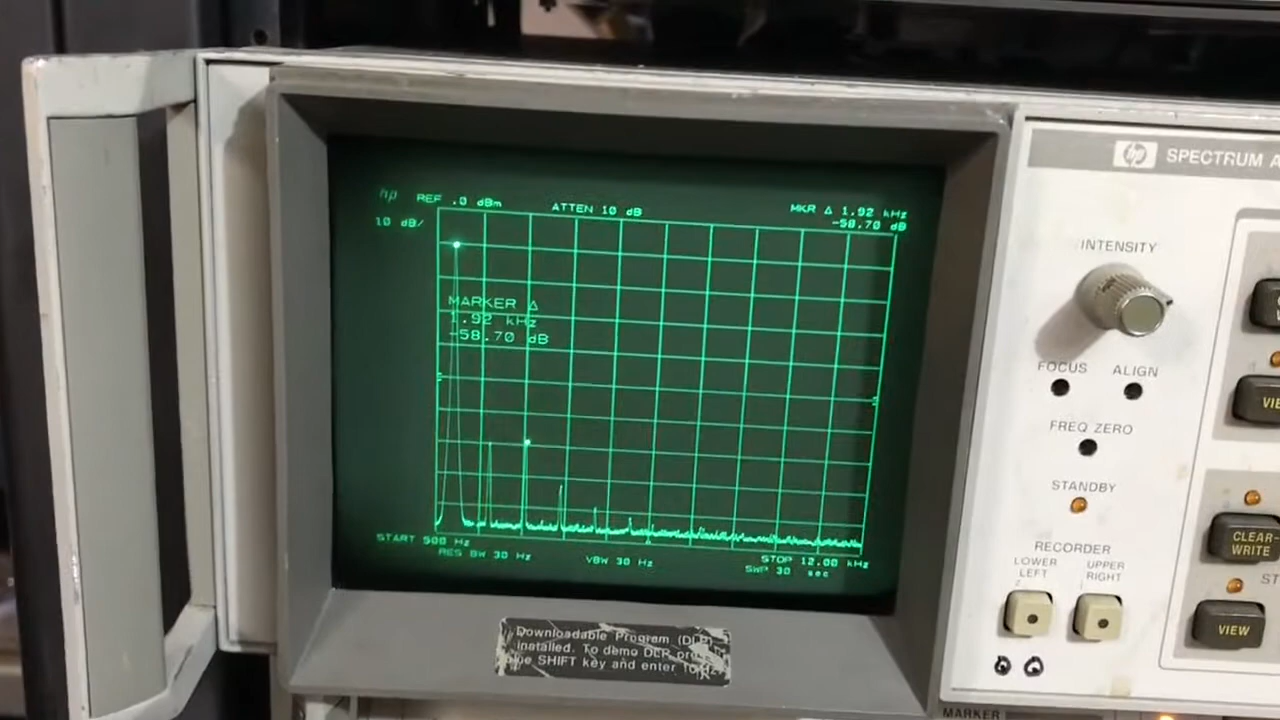 hp
SPECTRUM A
hp REF .0 dBm ATTEN 10 dB MKR Δ 1.92 kHz
10 dB/ -58.70 dB
MARKER Δ
1.92 kHz
-58.70 dB
START 500 Hz STOP 12.00 kHz
RES BW 30 Hz VBW 30 Hz SWP 30 sec
INTENSITY
FOCUS ALIGN
FREQ ZERO
STANDBY
RECORDER
LOWER LEFT
UPPER RIGHT
VIE
CLEAR-
WRITE
ST
VIEW
Downloadable Program (DLP)
installed. To demo DLP
SHIFT key and enter
MARKER